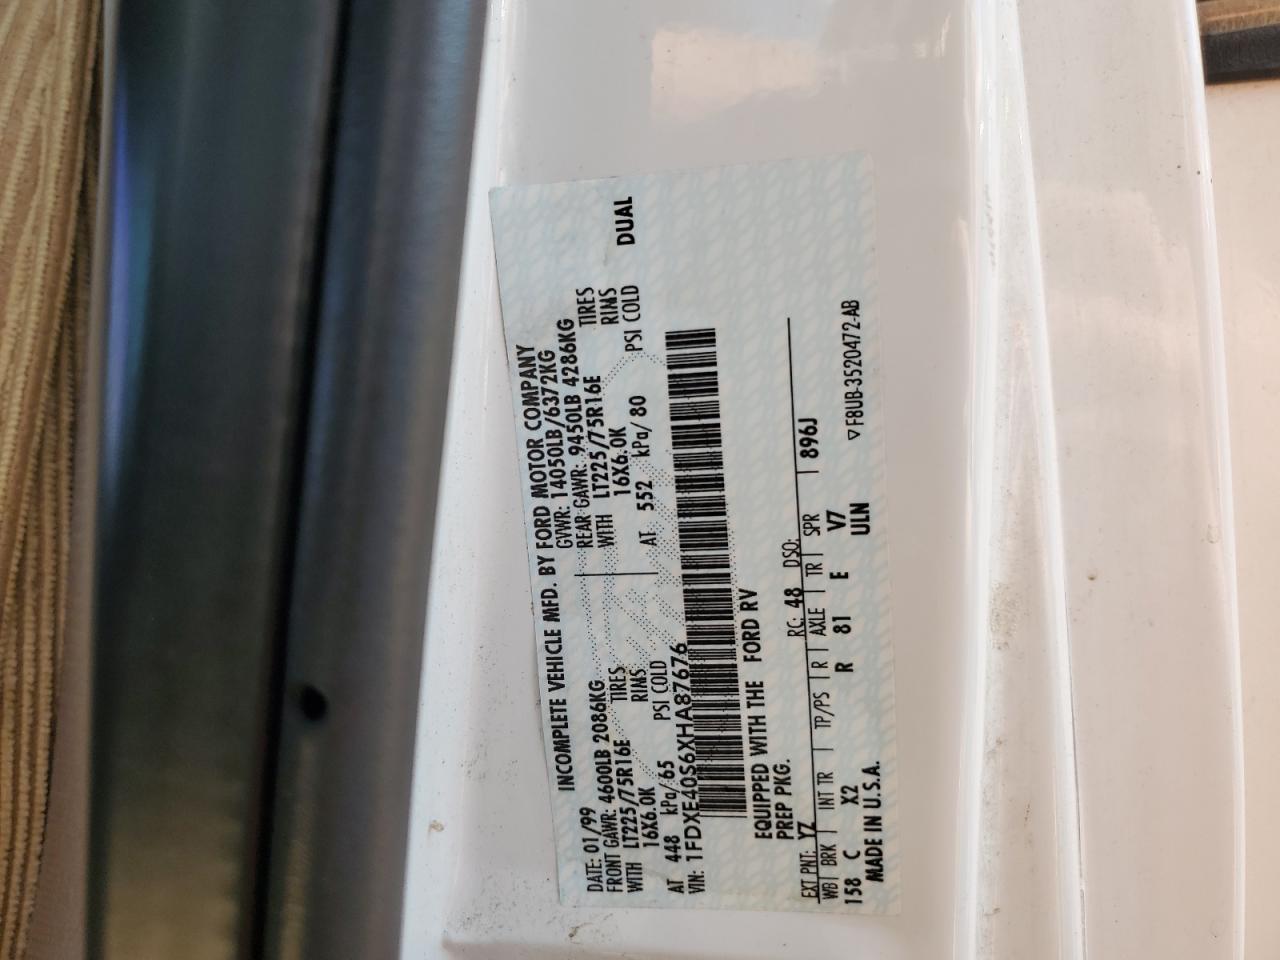 INCOMPLETE VEHICLE MFD. BY FORD MOTOR COMPANY
DATE: 01/99 GVWR: 14050LB/6372KG
FRONT GAWR: 4600LB 2086KG REAR GAWR: 9450LB 4286KG
WITH LT225/75R16E TIRES WITH LT225/75R16E TIRES
16X6.0K RIMS 16X6.0K RIMS
AT 448 kPa/65 PSI COLD AT 552 kPa/80 PSI COLD DUAL
VIN: 1FDXE40S6XHA87676
EQUIPPED WITH THE FORD RV
PREP PKG.
EXT PNT: YZ RC: 48 DSO:
WB BRK INT TR TP/PS R AXLE TR SPR 896J
158 C X2 R 81 E V7
MADE IN U.S.A. ULN ▽F8UB-3520472-AB